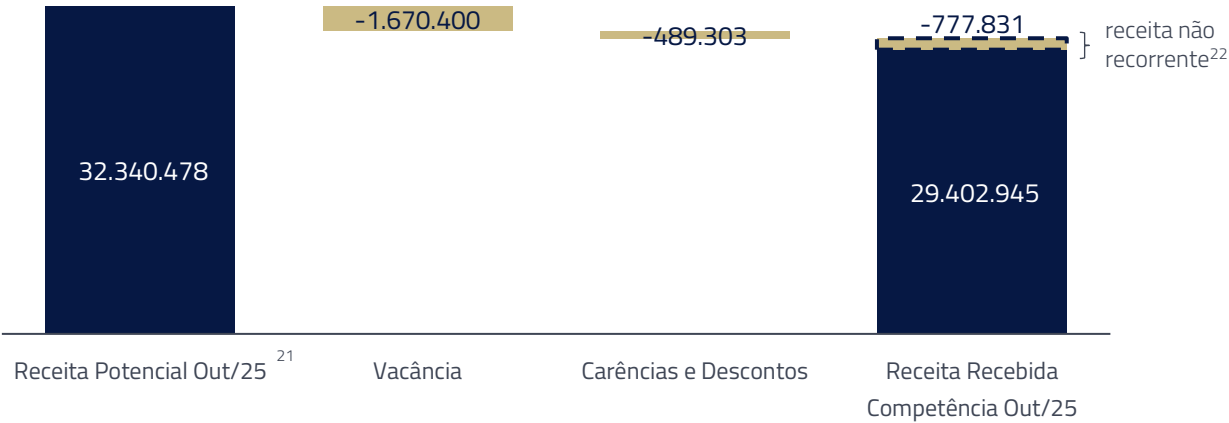 -1.670.400
-489.303
-777.831
receita não
recorrente22
32.340.478
29.402.945
Receita Potencial Out/25 21
Vacância
Carências e Descontos
Receita Recebida
Competência Out/25